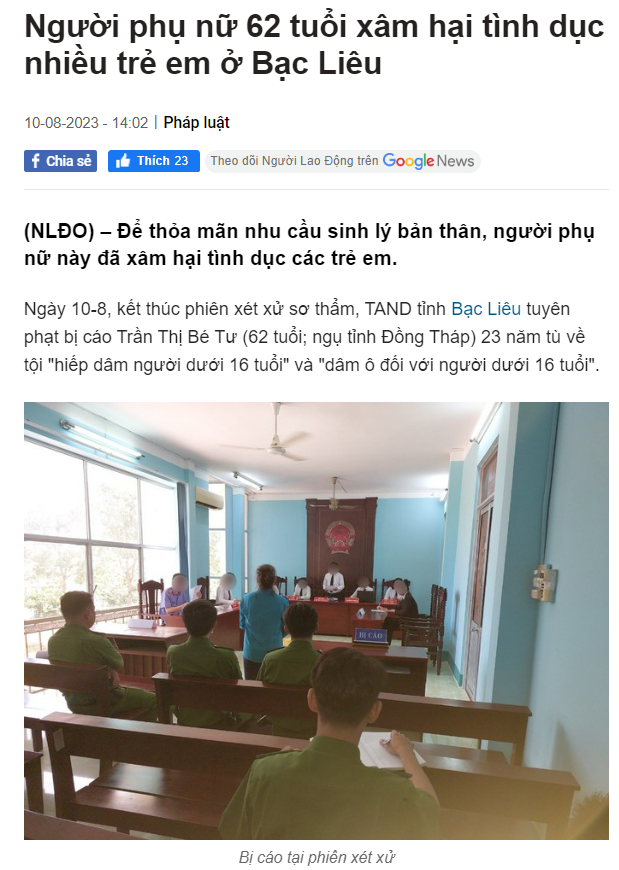 Người phụ nữ 62 tuổi xâm hại tình dục
nhiều trẻ em ở Bạc Liêu
10-08-2023 - 14:02 | Pháp luật
Chia sẻ Thích 23 Theo dõi Người Lao Động trên Google News
(NLĐO) – Để thỏa mãn nhu cầu sinh lý bản thân, người phụ
nữ này đã xâm hại tình dục các trẻ em.
Ngày 10-8, kết thúc phiên xét xử sơ thẩm, TAND tỉnh Bạc Liêu tuyên
phạt bị cáo Trần Thị Bé Tư (62 tuổi; ngụ tỉnh Đồng Tháp) 23 năm tù về
tội "hiếp dâm người dưới 16 tuổi" và "dâm ô đối với người dưới 16 tuổi".
BỊ CÁO
Bị cáo tại phiên xét xử